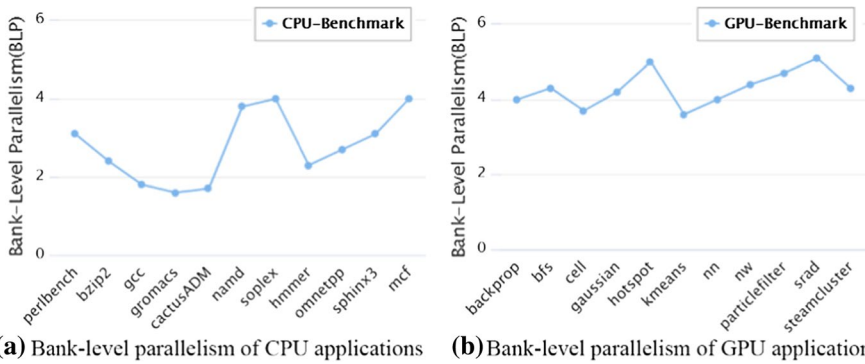 CPU-Benchmark
Bank-Level Parallelism(BLP)
6
4
2
0
perlbench
bzip2
gcc
gromacs
cactusADM
namd
soplex
hmmer
omnetpp
sphinx3
mcf
(a) Bank-level parallelism of CPU applications
GPU-Benchmark
Bank-Level Parallelism(BLP)
6
4
2
0
backprop
bfs
cell
gaussian
hotspot
kmeans
nn
nw
particlefilter
srad
steamcluster
(b) Bank-level parallelism of GPU application